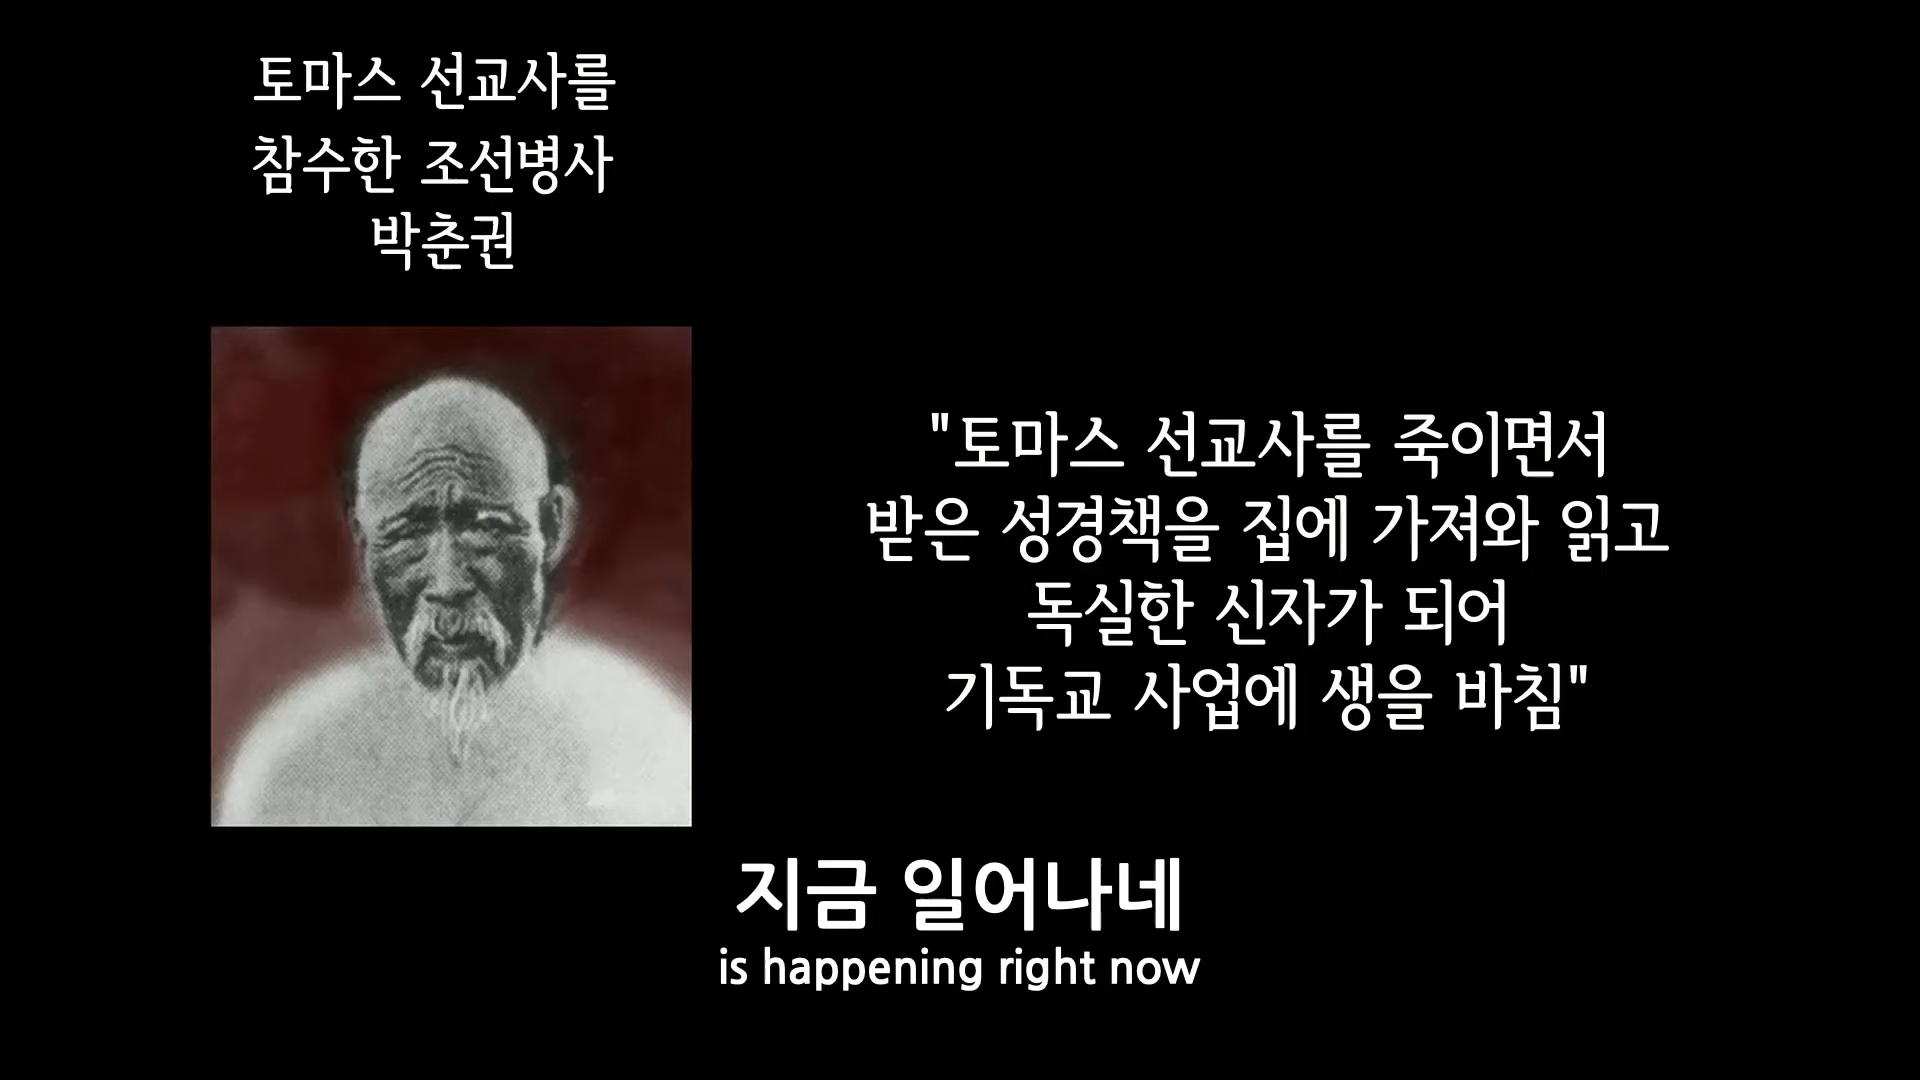 토마스 선교사를
참수한 조선병사
박춘권
"토마스 선교사를 죽이면서
받은 성경책을 집에 가져와 읽고
독실한 신자가 되어
기독교 사업에 생을 바침"
지금 일어나네
is happening right now